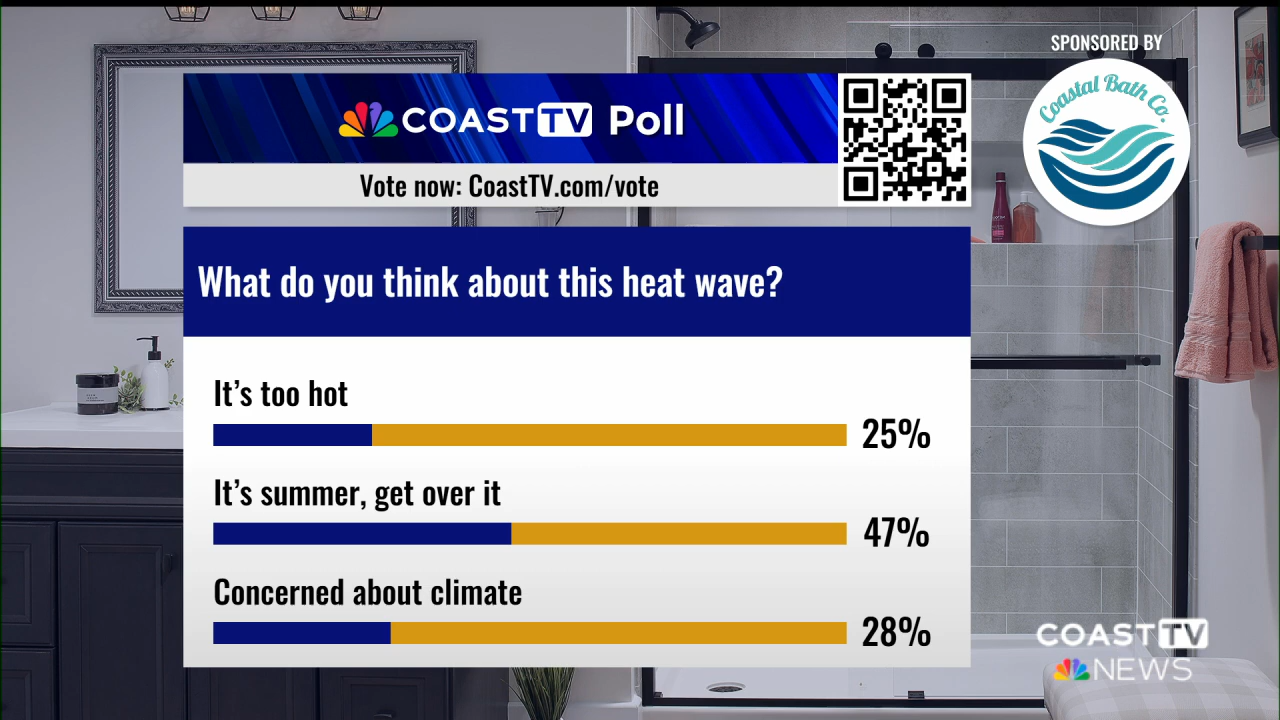 SPONSORED BY
Coastal Bath Co.
COAST TV Poll
Vote now: CoastTV.com/vote
What do you think about this heat wave?
It's too hot
25%
It's summer, get over it
47%
Concerned about climate
28%
COAST TV
NEWS